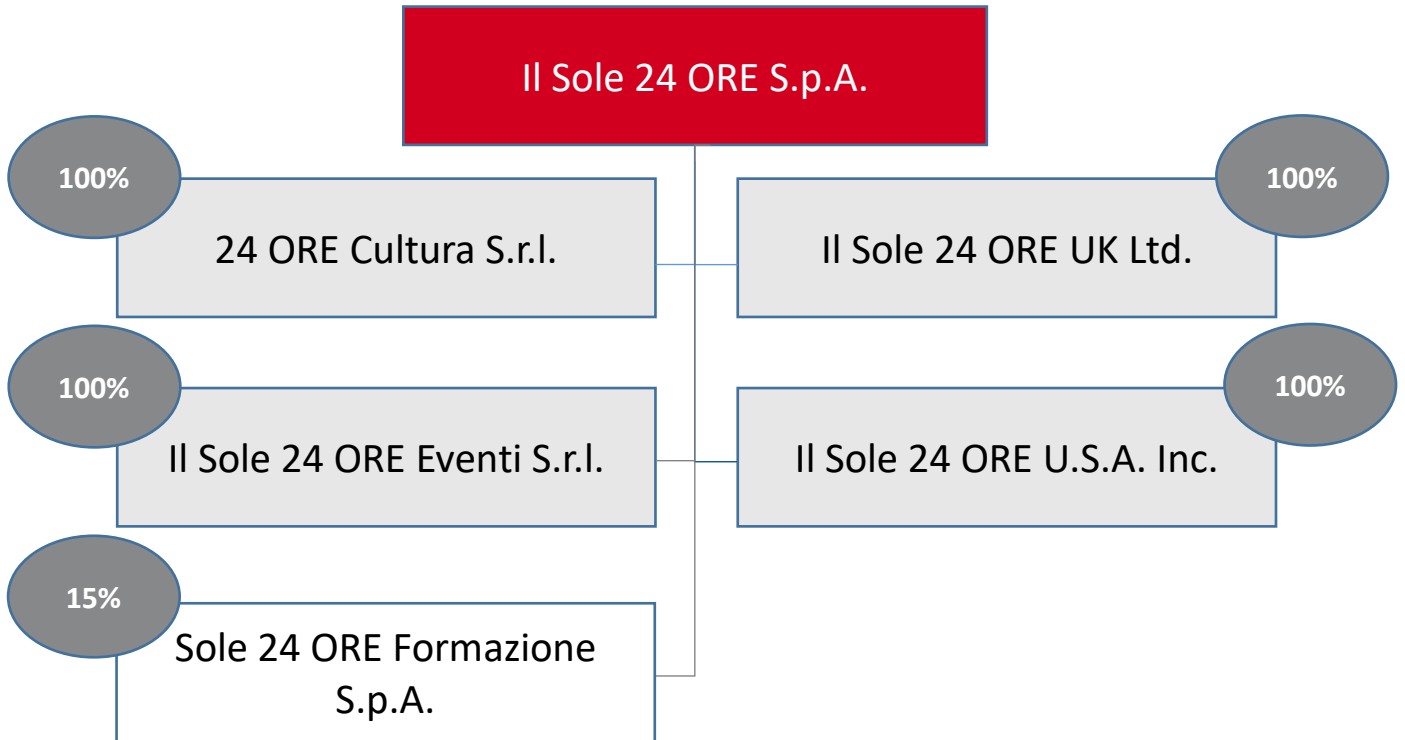 Il Sole 24 ORE S.p.A.
100%
24 ORE Cultura S.r.l.
100%
Il Sole 24 ORE UK Ltd.
100%
Il Sole 24 ORE Eventi S.r.l.
100%
Il Sole 24 ORE U.S.A. Inc.
15%
Sole 24 ORE Formazione
S.p.A.